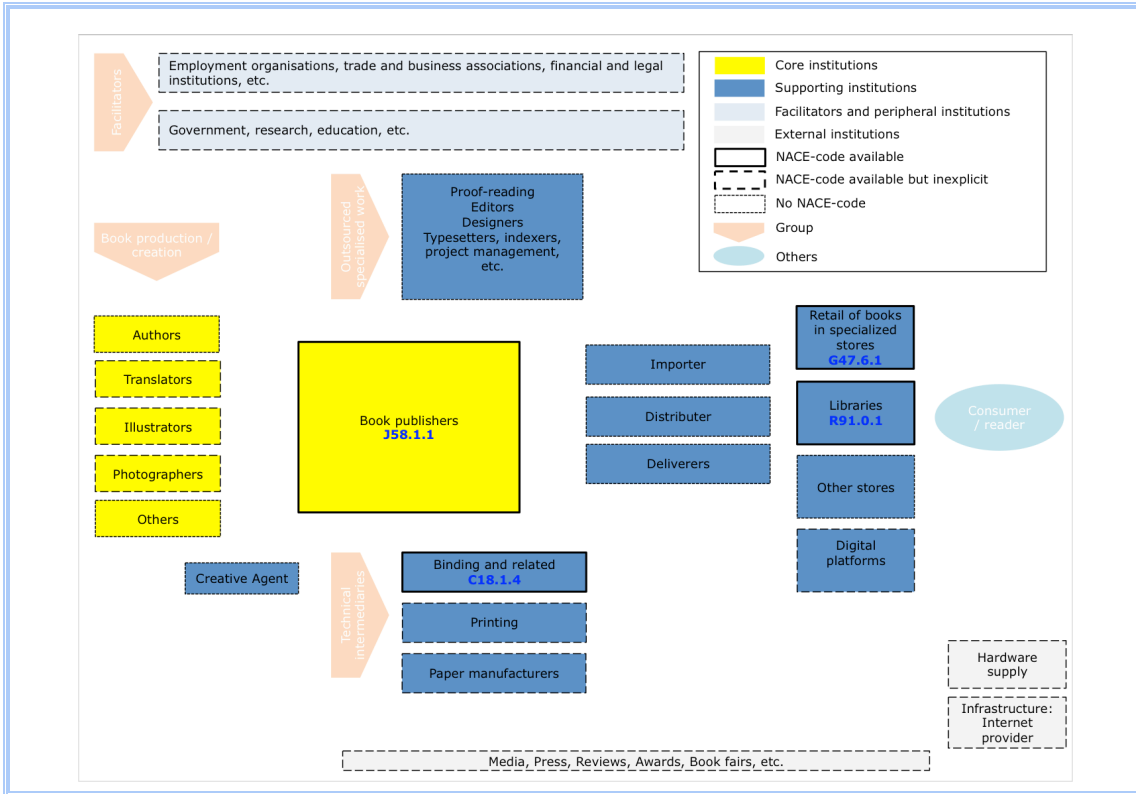 Facilitators
Employment organisations, trade and business associations, financial and legal
institutions, etc.
Government, research, education, etc.
Core institutions
Supporting institutions
Facilitators and peripheral institutions
External institutions
NACE-code available
NACE-code available but inexplicit
No NACE-code
Group
Others
Book production /
creation
Outsourced
specialised work
Proof-reading
Editors
Designers
Typesetters, indexers,
project management,
etc.
Authors
Translators
Illustrators
Photographers
Others
Book publishers
J58.1.1
Importer
Distributer
Deliverers
Retail of books
in specialized
stores
G47.6.1
Libraries
R91.0.1
Other stores
Digital
platforms
Consumer
/ reader
Creative Agent
Technical
intermediaries
Binding and related
C18.1.4
Printing
Paper manufacturers
Hardware
supply
Infrastructure:
Internet
provider
Media, Press, Reviews, Awards, Book fairs, etc.